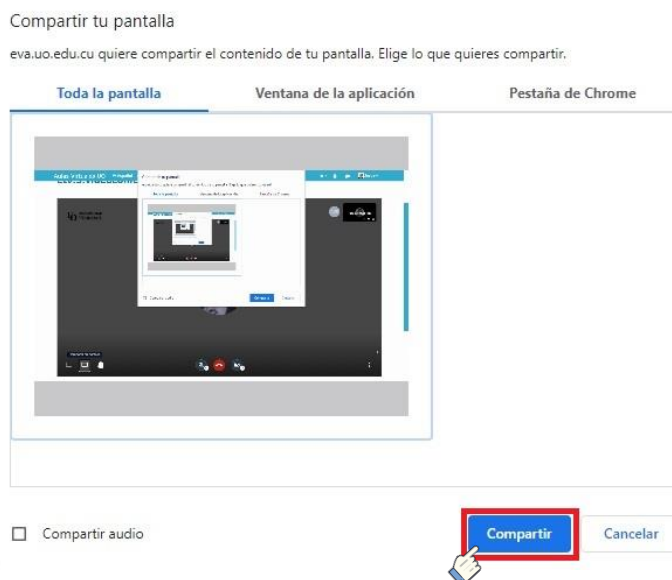 Compartir tu pantalla
eva.uo.edu.cu quiere compartir el contenido de tu pantalla. Elige lo que quieres compartir.
Toda la pantalla Ventana de la aplicación Pestaña de Chrome
Compartir audio Compartir Cancelar